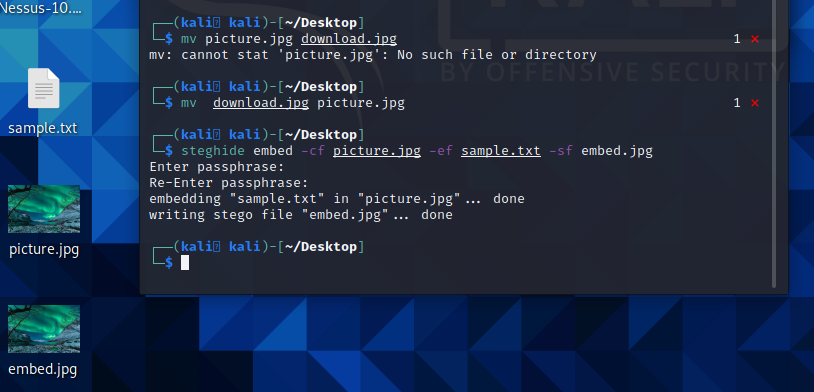 Nessus-10....
sample.txt
picture.jpg
embed.jpg
┌──(kali㉿ kali)-[~/Desktop]
└─$ mv picture.jpg download.jpg 1 ⨯
mv: cannot stat 'picture.jpg': No such file or directory
┌──(kali㉿ kali)-[~/Desktop]
└─$ mv  download.jpg picture.jpg 1 ⨯
┌──(kali㉿ kali)-[~/Desktop]
└─$ steghide embed -cf picture.jpg -ef sample.txt -sf embed.jpg
Enter passphrase:
Re-Enter passphrase:
embedding "sample.txt" in "picture.jpg"... done
writing stego file "embed.jpg"... done
┌──(kali㉿ kali)-[~/Desktop]
└─$
BY OFFENSIVE SECURITY